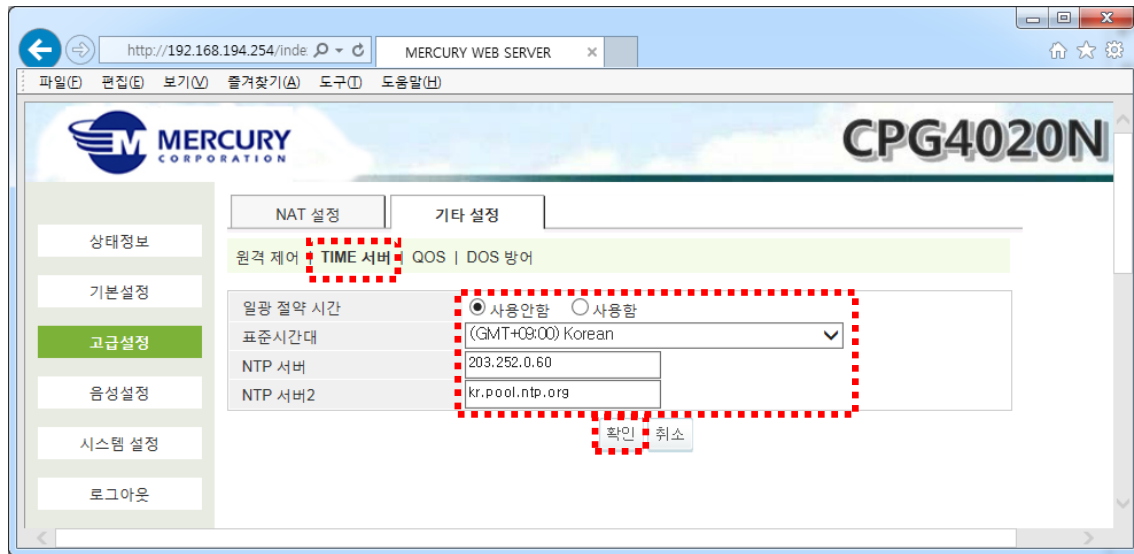 http://192.168.194.254/inde
MERCURY WEB SERVER
파일(F) 편집(E) 보기(V) 즐겨찾기(A) 도구(T) 도움말(H)
MERCURY
CORPORATION
CPG4020N
NAT 설정
기타 설정
원격 제어 | TIME 서버 | QOS | DOS 방어
상태정보
기본설정
고급설정
음성설정
시스템 설정
로그아웃
일광 절약 시간 사용안함 사용함
표준시간대 (GMT+09:00) Korean
NTP 서버 203.252.0.60
NTP 서버2 kr.pool.ntp.org
확인 취소